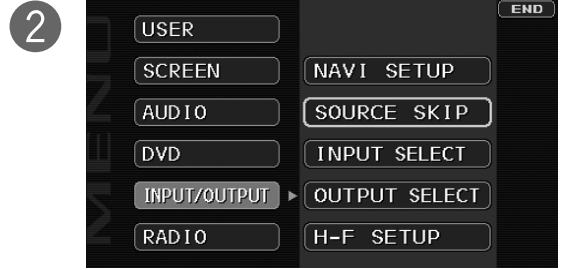 2
END
USER
SCREEN
NAVI SETUP
AUDIO
SOURCE SKIP
DVD
INPUT SELECT
INPUT/OUTPUT
OUTPUT SELECT
RADIO
H-F SETUP
MENU